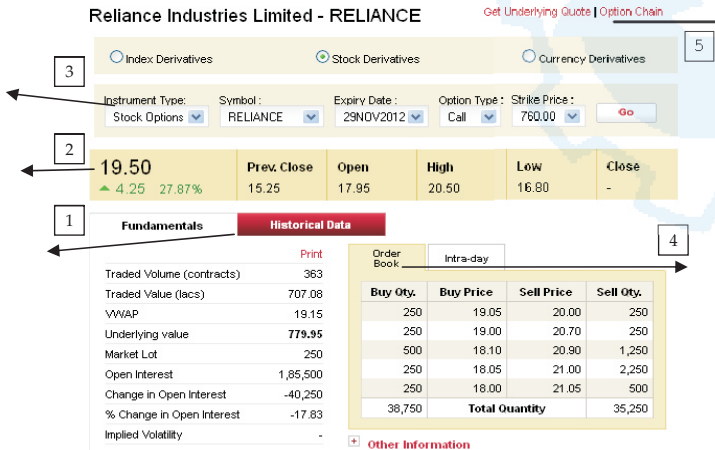 Reliance Industries Limited - RELIANCE
Get Underlying Quote | Option Chain
5
Index Derivatives Stock Derivatives Currency Derivatives
3
Instrument Type: Symbol : Expiry Date : Option Type : Strike Price :
Stock Options RELIANCE 29NOV2012 Call 760.00 Go
2
19.50 Prev. Close Open High Low Close
4.25 27.87% 15.25 17.95 20.50 16.80 -
1
Fundamentals Historical Data
4
Print
Traded Volume (contracts) 363
Traded Value (lacs) 707.08
VWAP 19.15
Underlying value 779.95
Market Lot 250
Open Interest 1,85,500
Change in Open Interest -40,250
% Change in Open Interest -17.83
Implied Volatility -
Order
Book
Intra-day
Buy Qty. Buy Price Sell Price Sell Qty.
250 19.05 20.00 250
250 19.00 20.70 250
500 18.10 20.90 1,250
250 18.05 21.00 2,250
250 18.00 21.05 500
38,750 Total Quantity 35,250
+ Other Information